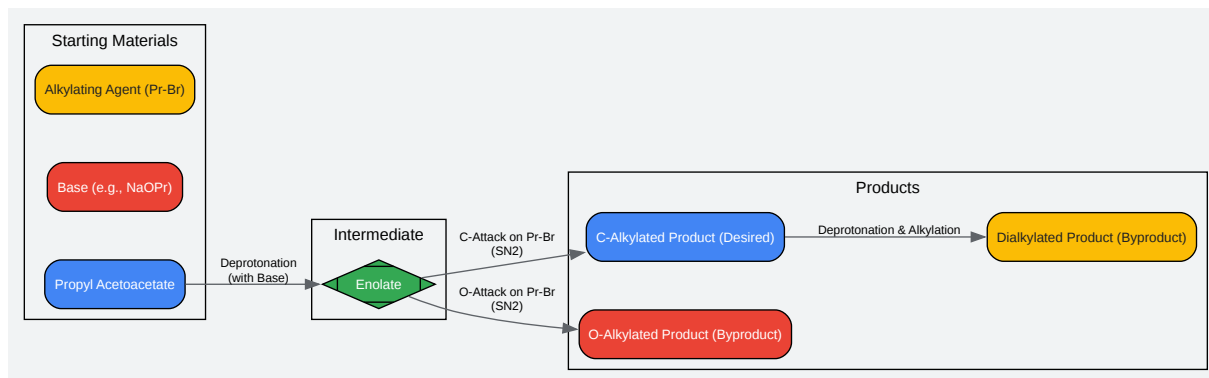 Starting Materials
Alkylating Agent (Pr-Br)
Base (e.g., NaOPr)
Propyl Acetoacetate
Deprotonation
(with Base)
Intermediate
Enolate
C-Attack on Pr-Br
(SN2)
O-Attack on Pr-Br
(SN2)
Products
C-Alkylated Product (Desired)
Deprotonation & Alkylation
Dialkylated Product (Byproduct)
O-Alkylated Product (Byproduct)